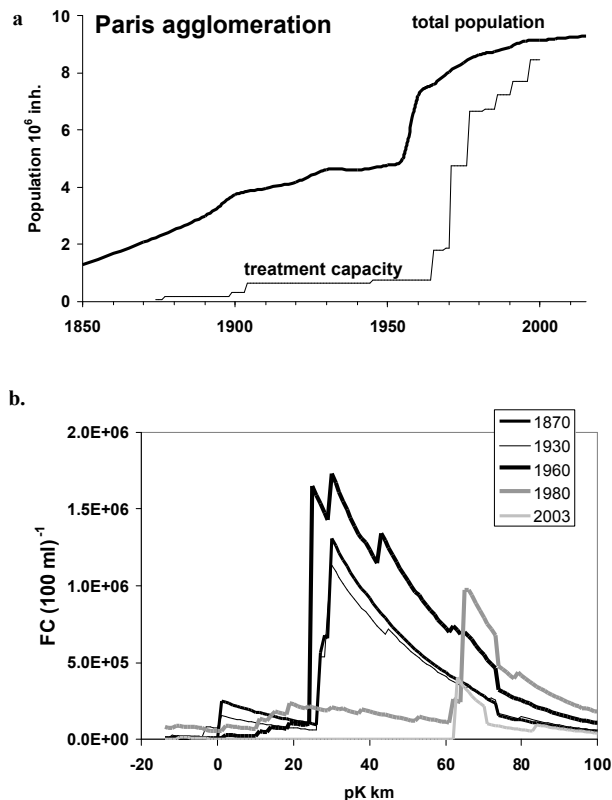 a
Paris agglomeration
total population
10
8
6
4
2
0
Population 10⁶ inh.
treatment capacity
1850 1900 1950 2000
b.
1870
1930
1960
1980
2003
2.0E+06
1.5E+06
1.0E+06
5.0E+05
0.0E+00
FC (100 ml)⁻¹
-20 0 20 40 60 80 100
pK km